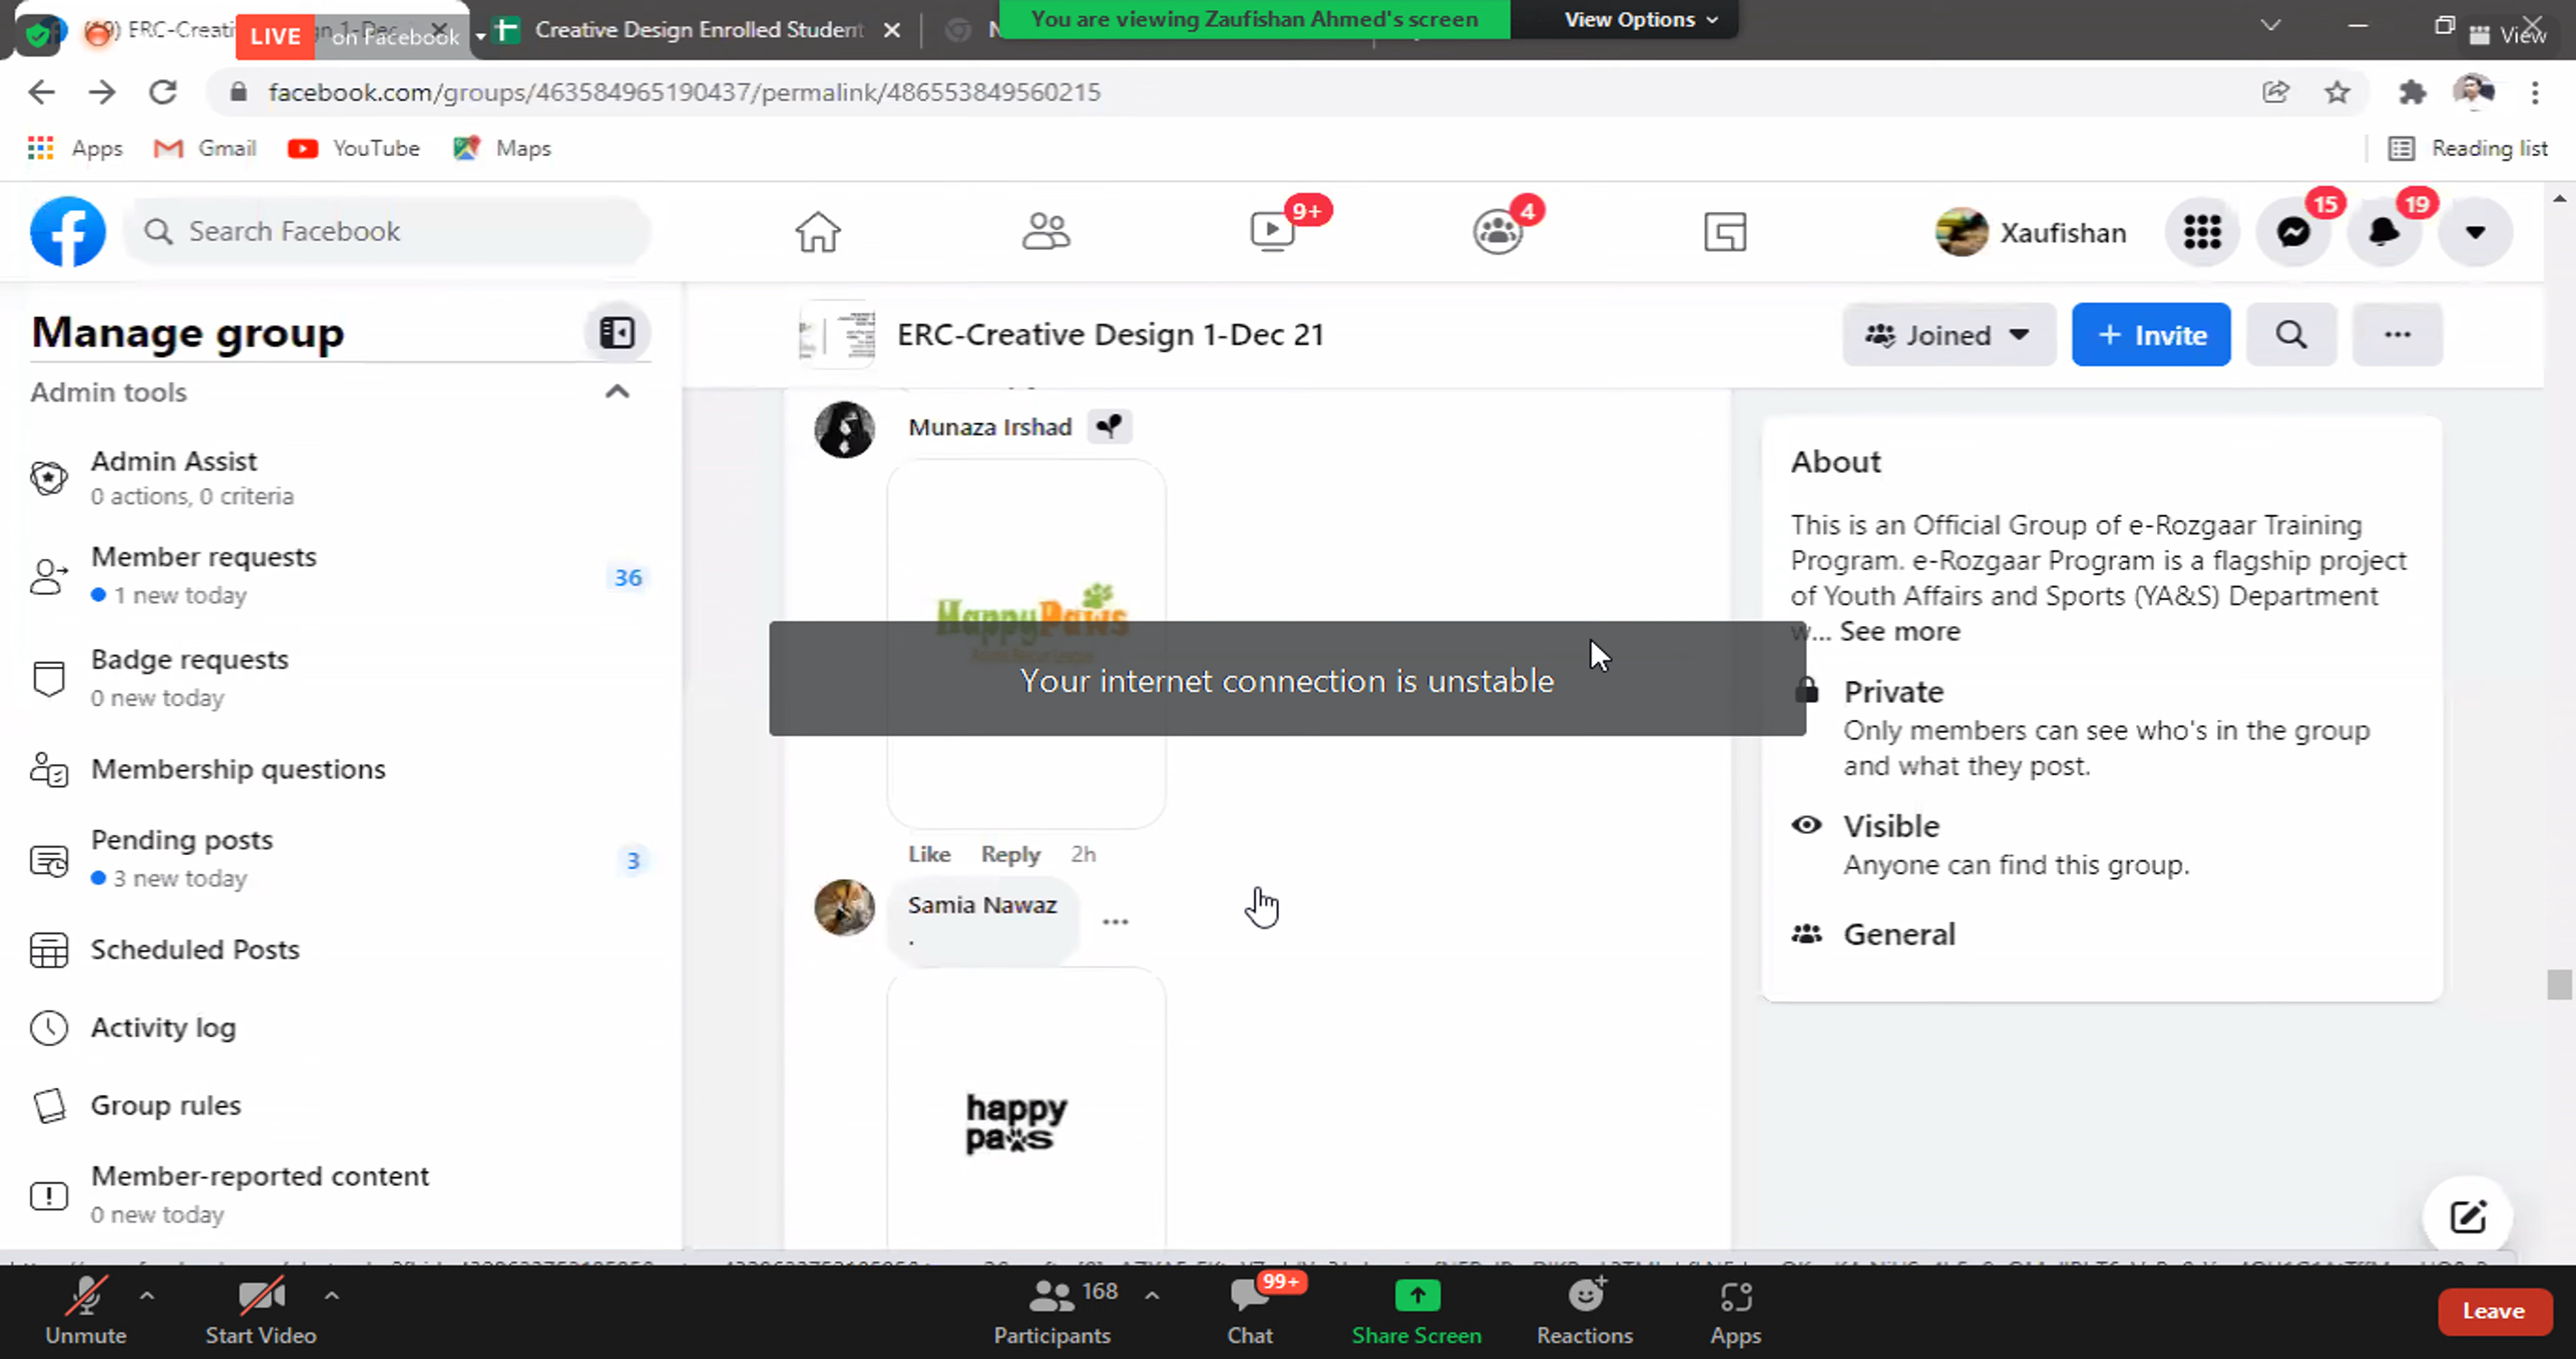 (19) ERC-Creative Design 1-Dec
LIVE on Facebook
Creative Design Enrolled Student
You are viewing Zaufishan Ahmed's screen
View Options
View
facebook.com/groups/463584965190437/permalink/486553849560215
Apps
Gmail
YouTube
Maps
Reading list
Search Facebook
9+
4
Xaufishan
15
19
Manage group
ERC-Creative Design 1-Dec 21
Joined
+ Invite
Admin tools
Admin Assist
0 actions, 0 criteria
Member requests
1 new today
36
Badge requests
0 new today
Membership questions
Pending posts
3 new today
3
Scheduled Posts
Activity log
Group rules
Member-reported content
0 new today
Munaza Irshad
HappyPaws
Your internet connection is unstable
Like Reply 2h
Samia Nawaz
.
happy
paws
About
This is an Official Group of e-Rozgaar Training
Program. e-Rozgaar Program is a flagship project
of Youth Affairs and Sports (YA&S) Department
w... See more
Private
Only members can see who's in the group
and what they post.
Visible
Anyone can find this group.
General
Unmute
Start Video
168
Participants
99+
Chat
Share Screen
Reactions
Apps
Leave